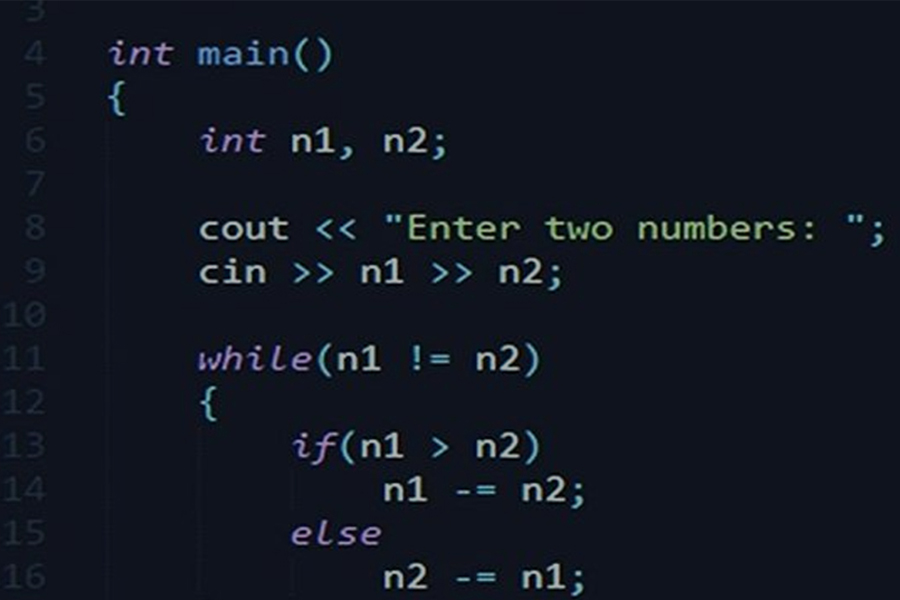 3
4 int main()
5 {
6 int n1, n2;
7
8 cout << "Enter two numbers: ";
9 cin >> n1 >> n2;
10
11 while(n1 != n2)
12 {
13 if(n1 > n2)
14 n1 -= n2;
15 else
16 n2 -= n1;